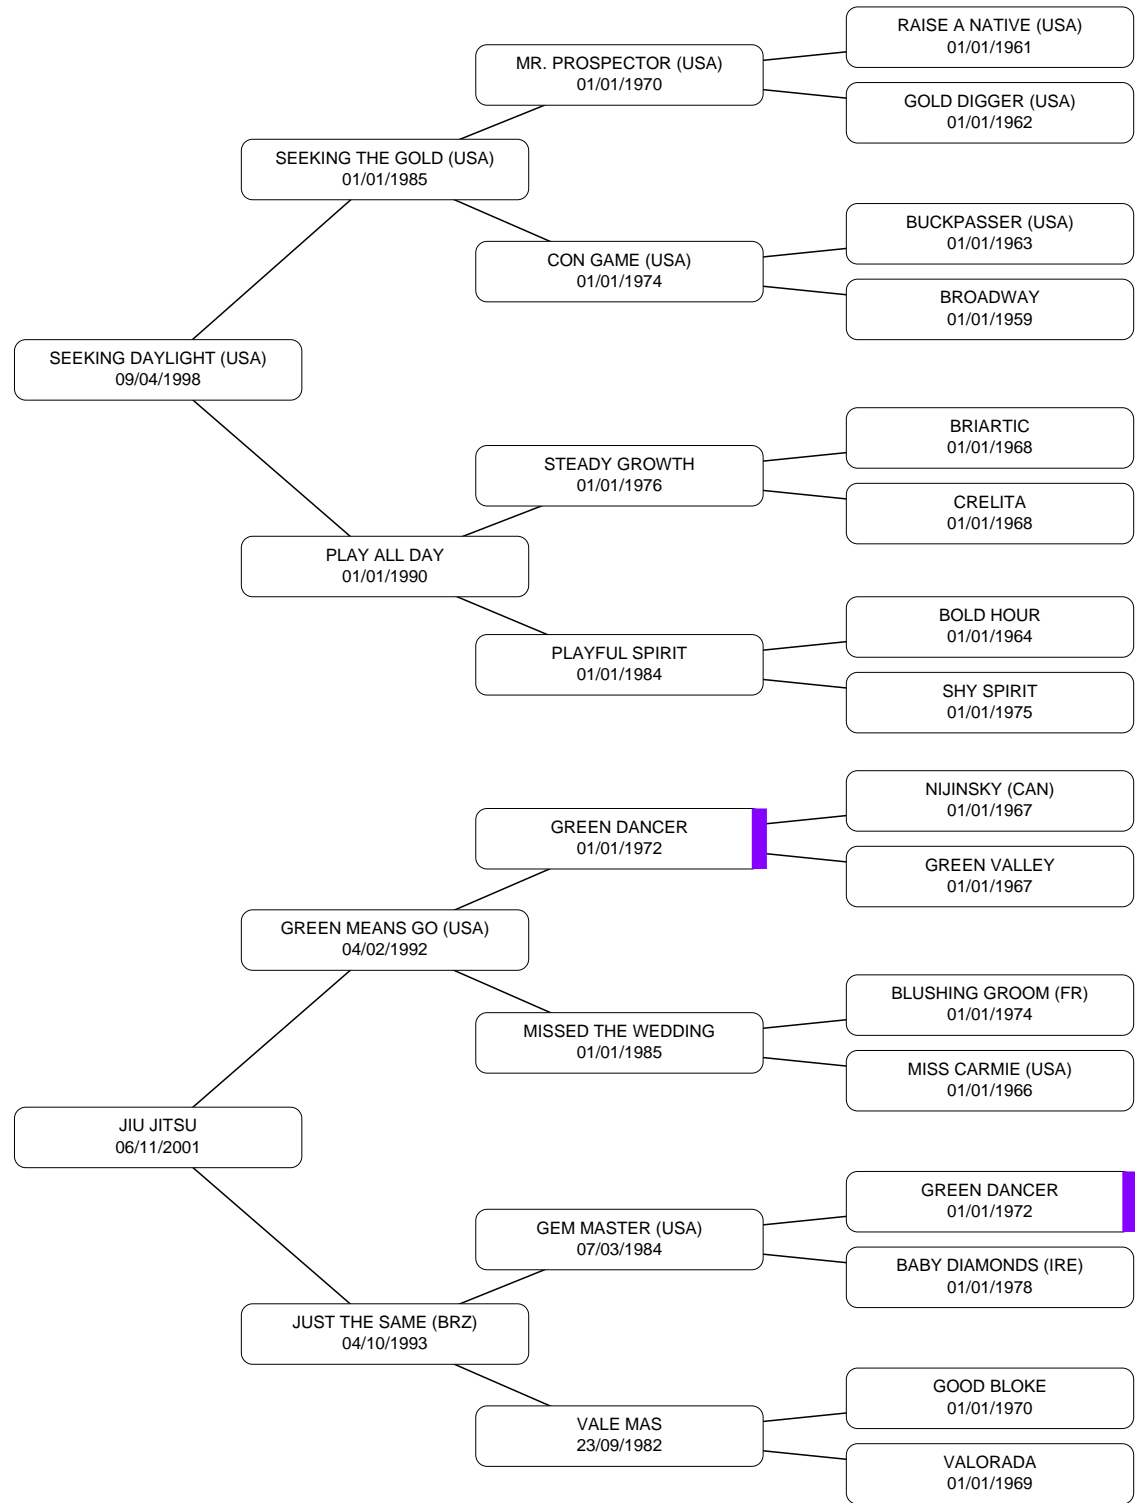 RAISE A NATIVE (USA)
01/01/1961
MR. PROSPECTOR (USA)
01/01/1970
GOLD DIGGER (USA)
01/01/1962
SEEKING THE GOLD (USA)
01/01/1985
BUCKPASSER (USA)
01/01/1963
CON GAME (USA)
01/01/1974
BROADWAY
01/01/1959
SEEKING DAYLIGHT (USA)
09/04/1998
BRIARTIC
01/01/1968
STEADY GROWTH
01/01/1976
CRELITA
01/01/1968
PLAY ALL DAY
01/01/1990
BOLD HOUR
01/01/1964
PLAYFUL SPIRIT
01/01/1984
SHY SPIRIT
01/01/1975
NIJINSKY (CAN)
01/01/1967
GREEN DANCER
01/01/1972
GREEN VALLEY
01/01/1967
GREEN MEANS GO (USA)
04/02/1992
BLUSHING GROOM (FR)
01/01/1974
MISSED THE WEDDING
01/01/1985
MISS CARMIE (USA)
01/01/1966
JIU JITSU
06/11/2001
GREEN DANCER
01/01/1972
GEM MASTER (USA)
07/03/1984
BABY DIAMONDS (IRE)
01/01/1978
JUST THE SAME (BRZ)
04/10/1993
GOOD BLOKE
01/01/1970
VALE MAS
23/09/1982
VALORADA
01/01/1969